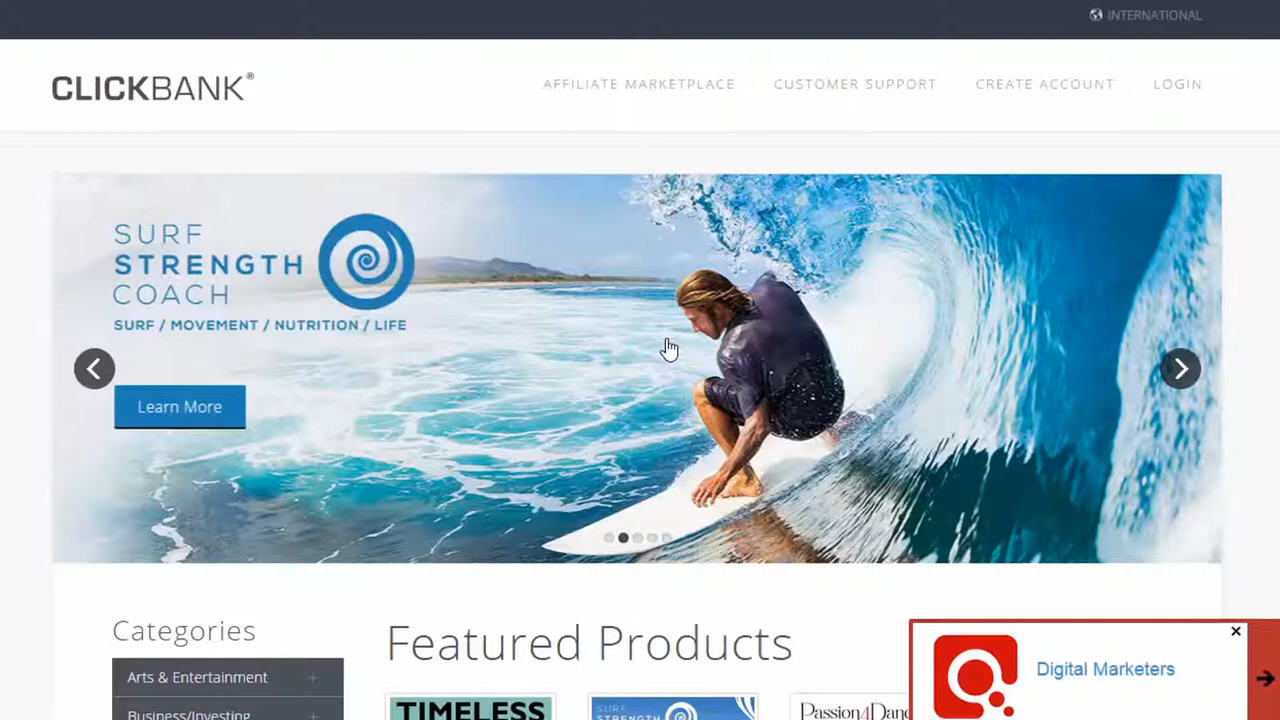 INTERNATIONAL
CLICKBANK®
AFFILIATE MARKETPLACE
CUSTOMER SUPPORT
CREATE ACCOUNT
LOGIN
SURF
STRENGTH
COACH
SURF / MOVEMENT / NUTRITION / LIFE
Learn More
Categories
Featured Products
Arts & Entertainment +
Business/Investing
TIMELESS
SURF
Digital Marketers